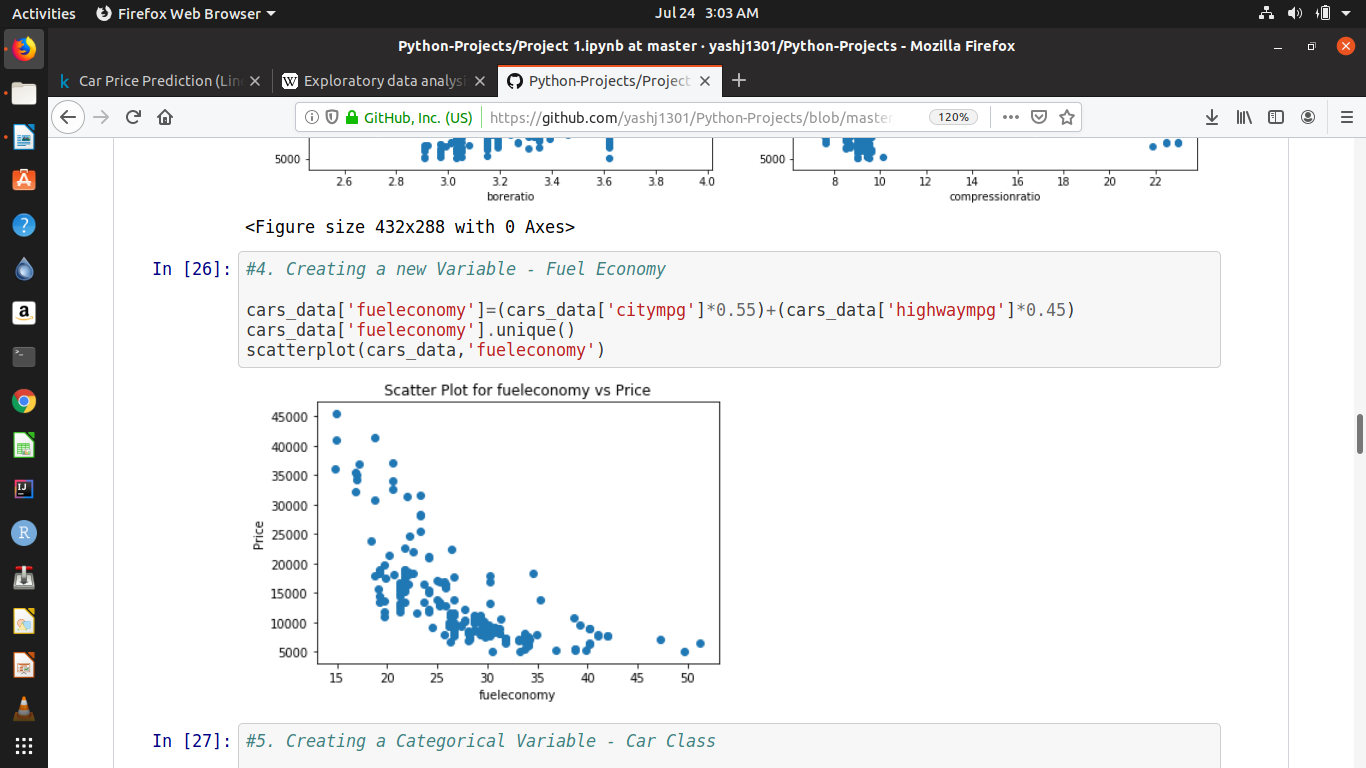 Activities Firefox Web Browser Jul 24 3:03 AM
Python-Projects/Project 1.ipynb at master · yashj1301/Python-Projects - Mozilla Firefox
k Car Price Prediction (Lin W Exploratory data analysi Python-Projects/Project
GitHub, Inc. (US) https://github.com/yashj1301/Python-Projects/blob/master 120%
5000 5000
2.6 2.8 3.0 3.2 3.4 3.6 3.8 4.0 8 10 12 14 16 18 20 22
boreratio compressionratio
<Figure size 432x288 with 0 Axes>
In [26]: #4. Creating a new Variable - Fuel Economy
cars_data['fueleconomy']=(cars_data['citympg']*0.55)+(cars_data['highwaympg']*0.45)
cars_data['fueleconomy'].unique()
scatterplot(cars_data,'fueleconomy')
Scatter Plot for fueleconomy vs Price
45000
40000
35000
30000
25000
Price
20000
15000
10000
5000
15 20 25 30 35 40 45 50
fueleconomy
In [27]: #5. Creating a Categorical Variable - Car Class